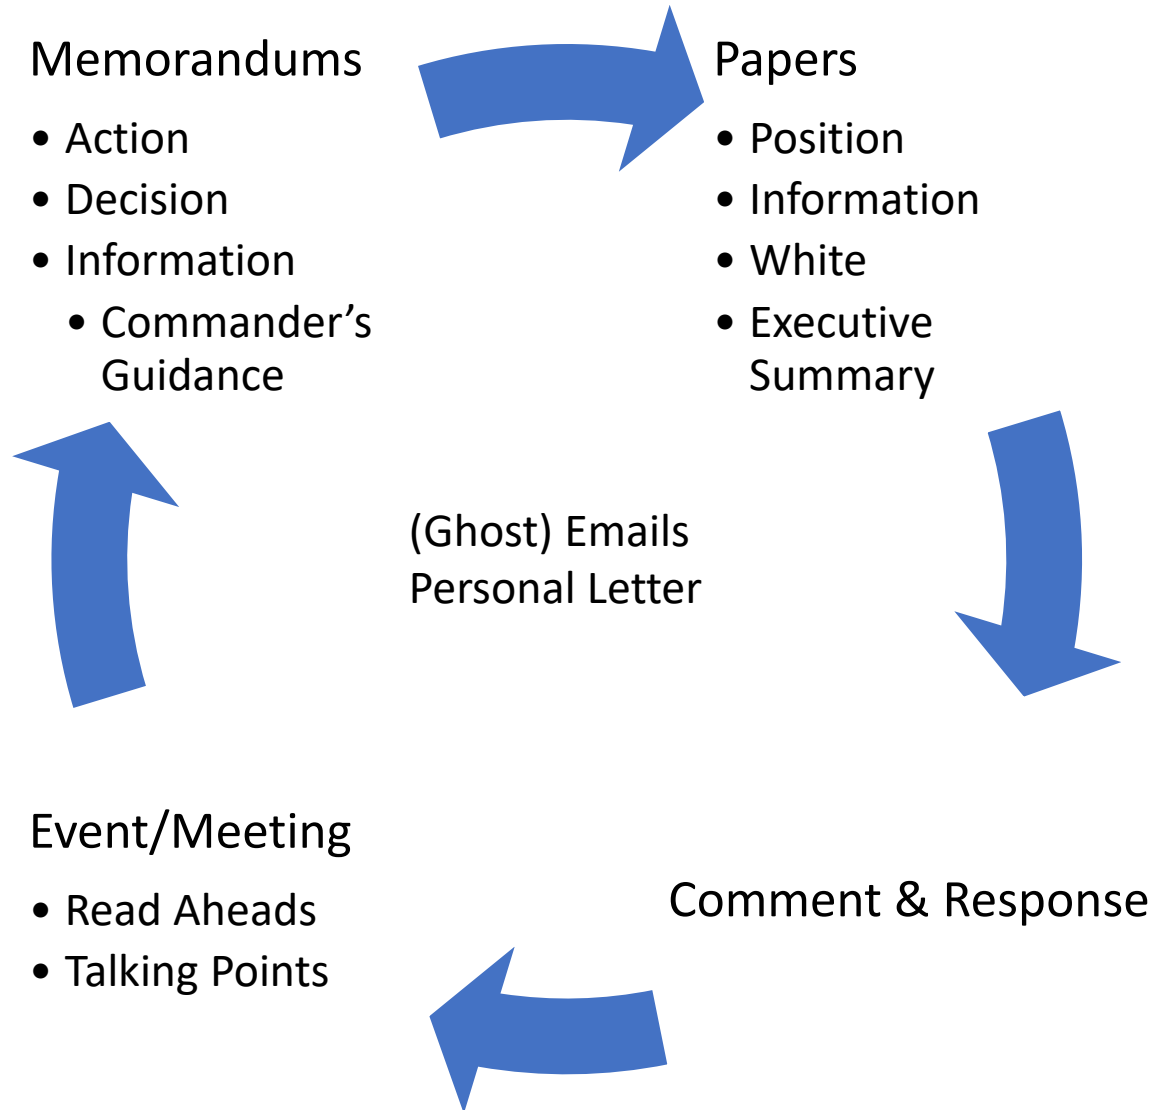 Memorandums
• Action
• Decision
• Information
• Commander’s
Guidance
Papers
• Position
• Information
• White
• Executive
Summary
(Ghost) Emails
Personal Letter
Event/Meeting
• Read Aheads
• Talking Points
Comment & Response